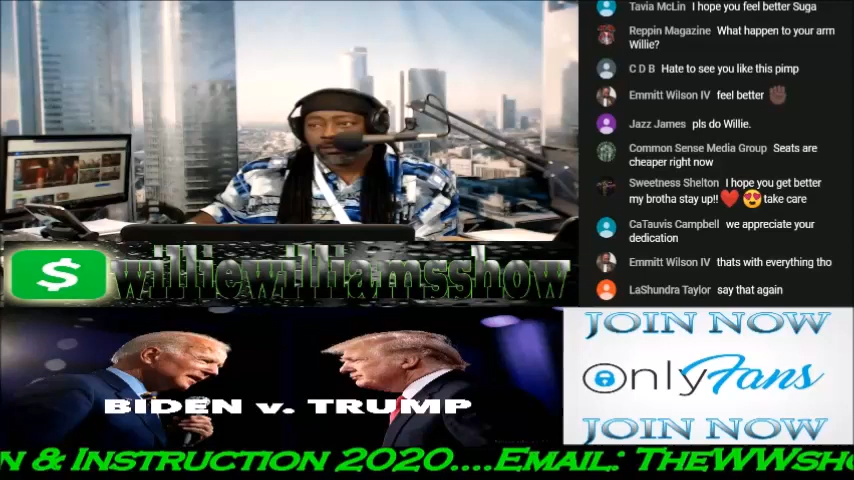 Tavia McLin I hope you feel better Suga
Reppin Magazine What happen to your arm
Willie?
C D B Hate to see you like this pimp
Emmitt Wilson IV feel better
Jazz James pls do Willie.
Common Sense Media Group Seats are
cheaper right now
Sweetness Shelton I hope you get better
my brotha stay up!! take care
CaTauvis Campbell we appreciate your
dedication
Emmitt Wilson IV thats with everything tho
LaShundra Taylor say that again
$ williewilliamsshow
BIDEN v. TRUMP
JOIN NOW
OnlyFans
JOIN NOW
N & INSTRUCTION 2020....EMAIL: THEWWSHO